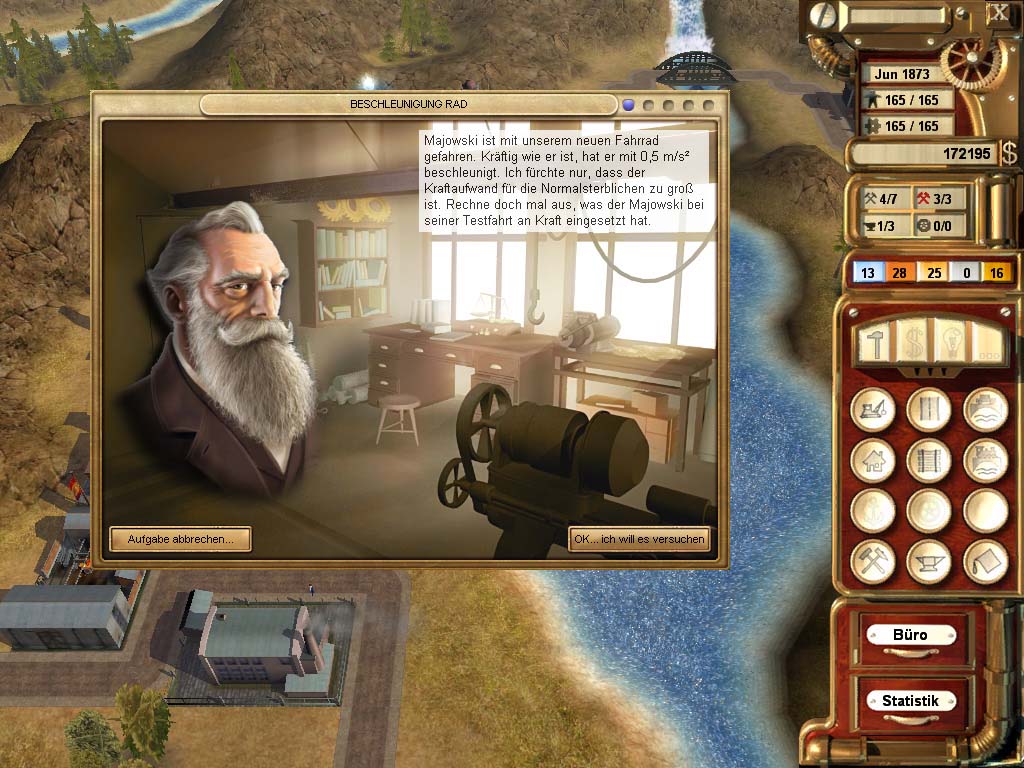 X
Jun 1873
165 / 165
165 / 165
172195 $
4/7 3/3
1/3 0/0
13 28 25 0 16
BESCHLEUNIGUNG RAD
Majowski ist mit unserem neuen Fahrrad
gefahren. Kräftig wie er ist, hat er mit 0,5 m/s²
beschleunigt. Ich fürchte nur, dass der
Kraftaufwand für die Normalsterblichen zu groß
ist. Rechne doch mal aus, was der Majowski bei
seiner Testfahrt an Kraft eingesetzt hat.
Aufgabe abbrechen... OK... ich will es versuchen
$ ...
Büro
Statistik